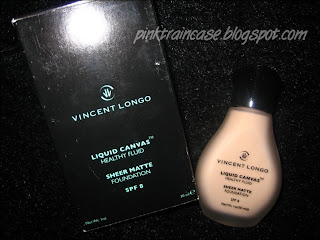 pinktraincase.blogspot.com
VINCENT LONGO
LIQUID CANVAS™
HEALTHY FLUID
SHEER MATTE
FOUNDATION
SPF 8
VINCENT LONGO
LIQUID CANVAS™
HEALTHY FLUID
SHEER MATTE
FOUNDATION
SPF 8